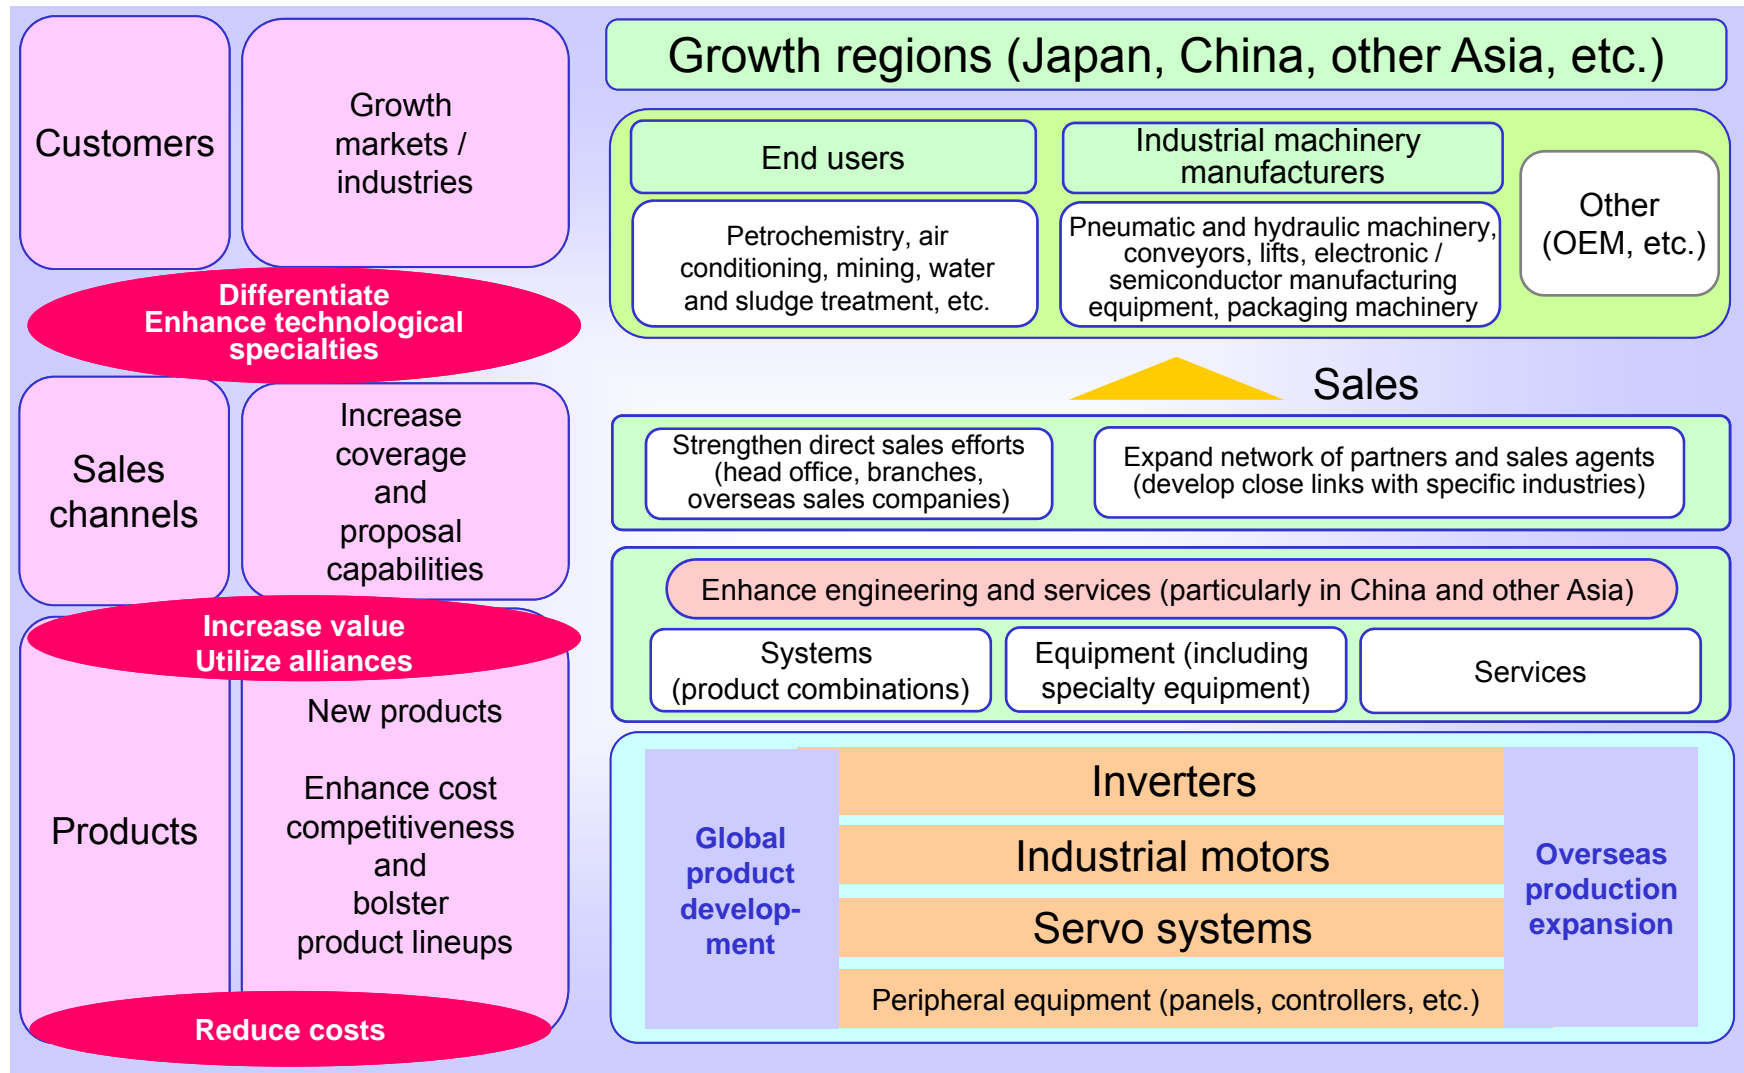 Customers
Growth
markets /
industries
Differentiate
Enhance technological
specialties
Sales
channels
Increase
coverage
and
proposal
capabilities
Increase value
Utilize alliances
Products
New products
Enhance cost
competitiveness
and
bolster
product lineups
Reduce costs
Growth regions (Japan, China, other Asia, etc.)
End users
Petrochemistry, air
conditioning, mining, water
and sludge treatment, etc.
Industrial machinery
manufacturers
Pneumatic and hydraulic machinery,
conveyors, lifts, electronic /
semiconductor manufacturing
equipment, packaging machinery
Other
(OEM, etc.)
Sales
Strengthen direct sales efforts
(head office, branches,
overseas sales companies)
Expand network of partners and sales agents
(develop close links with specific industries)
Enhance engineering and services (particularly in China and other Asia)
Systems
(product combinations)
Equipment (including
specialty equipment)
Services
Global
product
develop-
ment
Inverters
Industrial motors
Servo systems
Peripheral equipment (panels, controllers, etc.)
Overseas
production
expansion